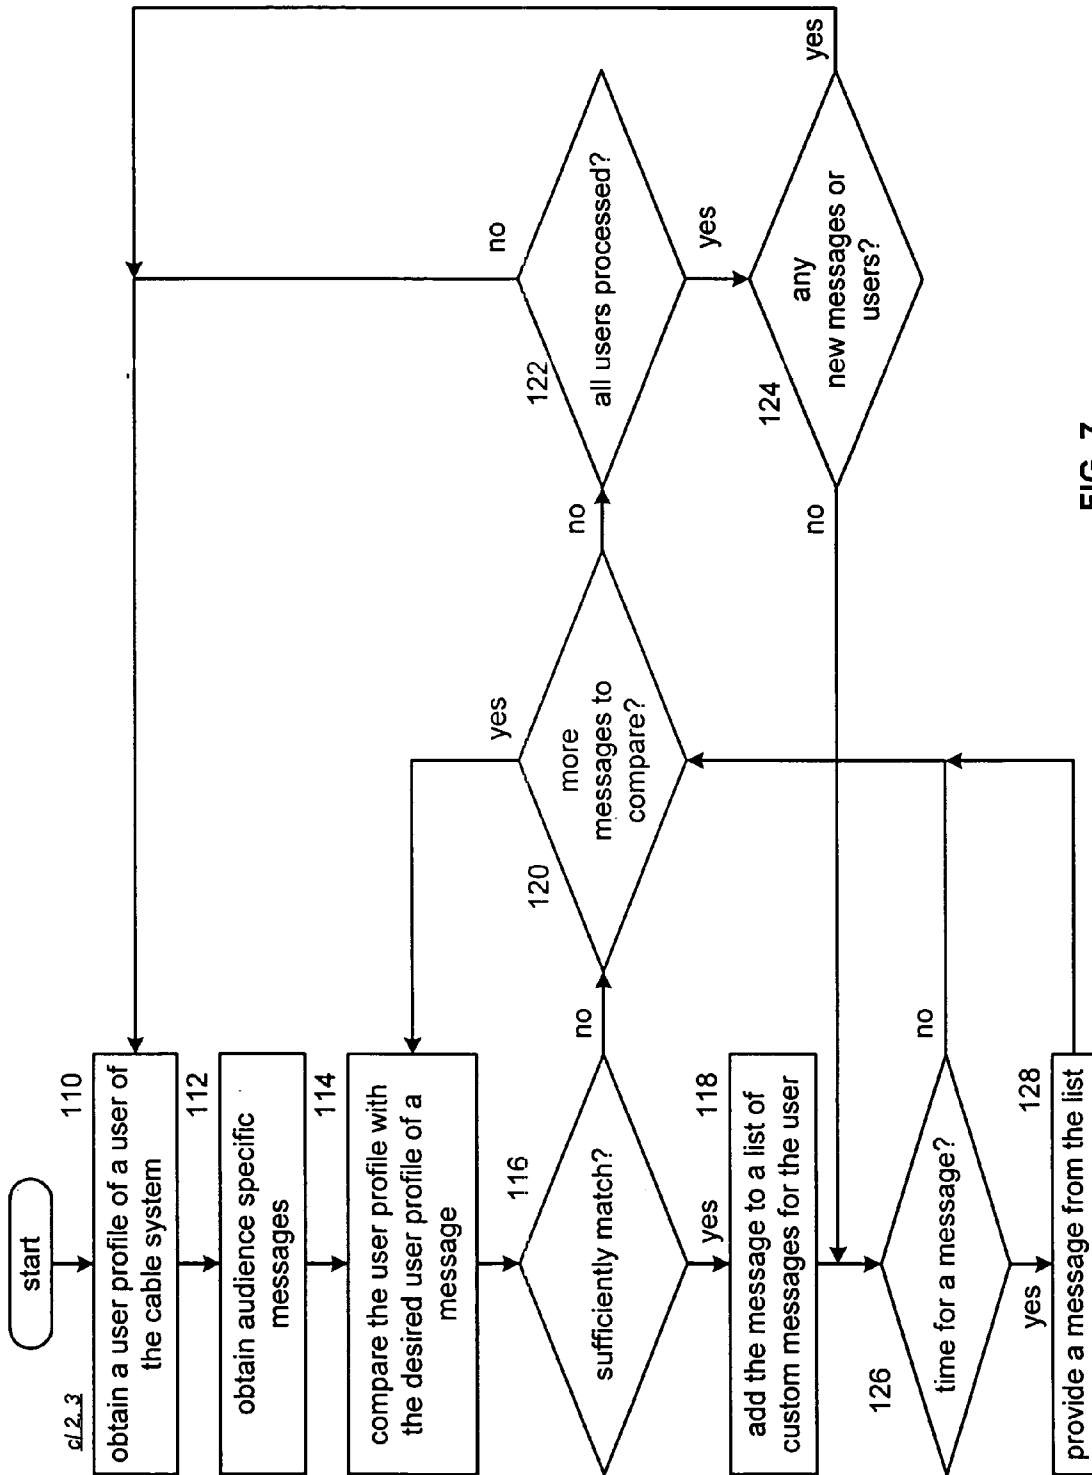 start
cl 2, 3
110
obtain a user profile of a user of
the cable system
112
obtain audience specific
messages
114
compare the user profile with
the desired user profile of a
message
116
sufficiently match?
no
yes
118
add the message to a list of
custom messages for the user
126
time for a message?
no
yes
128
provide a message from the list
120
more
messages to
compare?
yes
no
122
all users processed?
no
yes
124
any
new messages or
users?
no
yes
FIG. 7